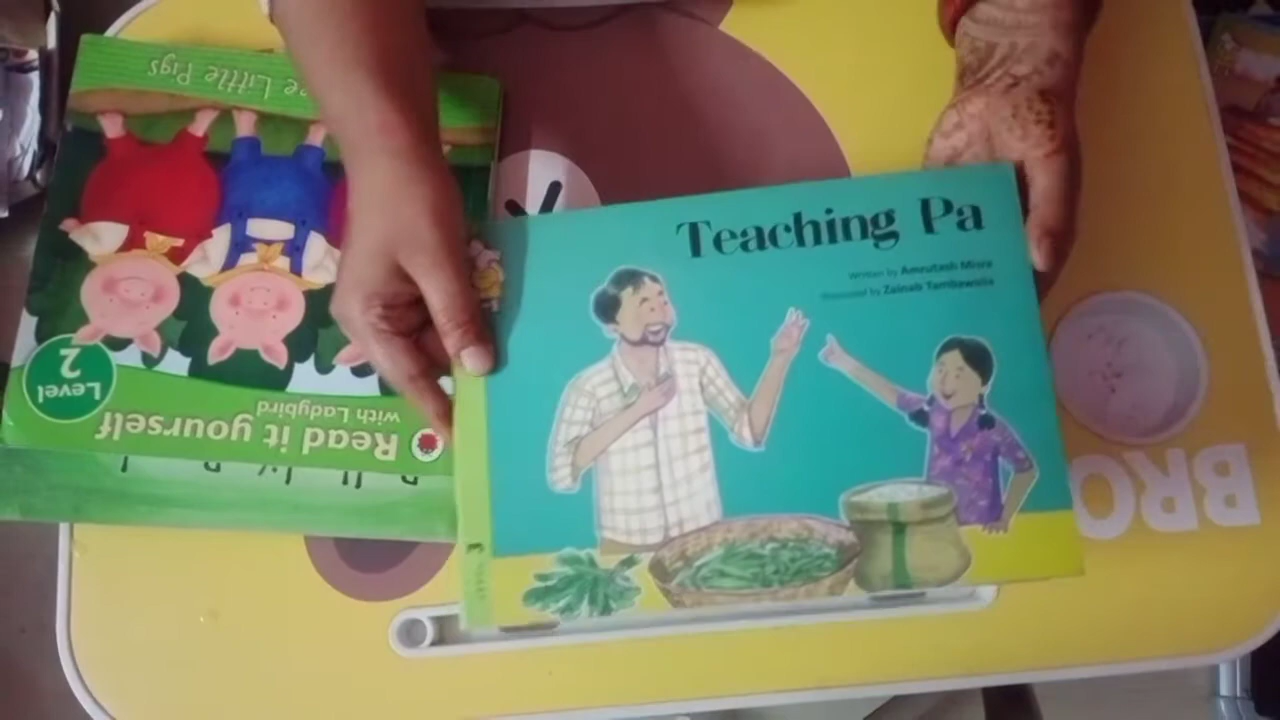 Teaching Pa
Written by Amrutash Misra
Illustrated by Zainab Tambawalla
Read it yourself
with Ladybird
Level
2
Little Pigs
BRO